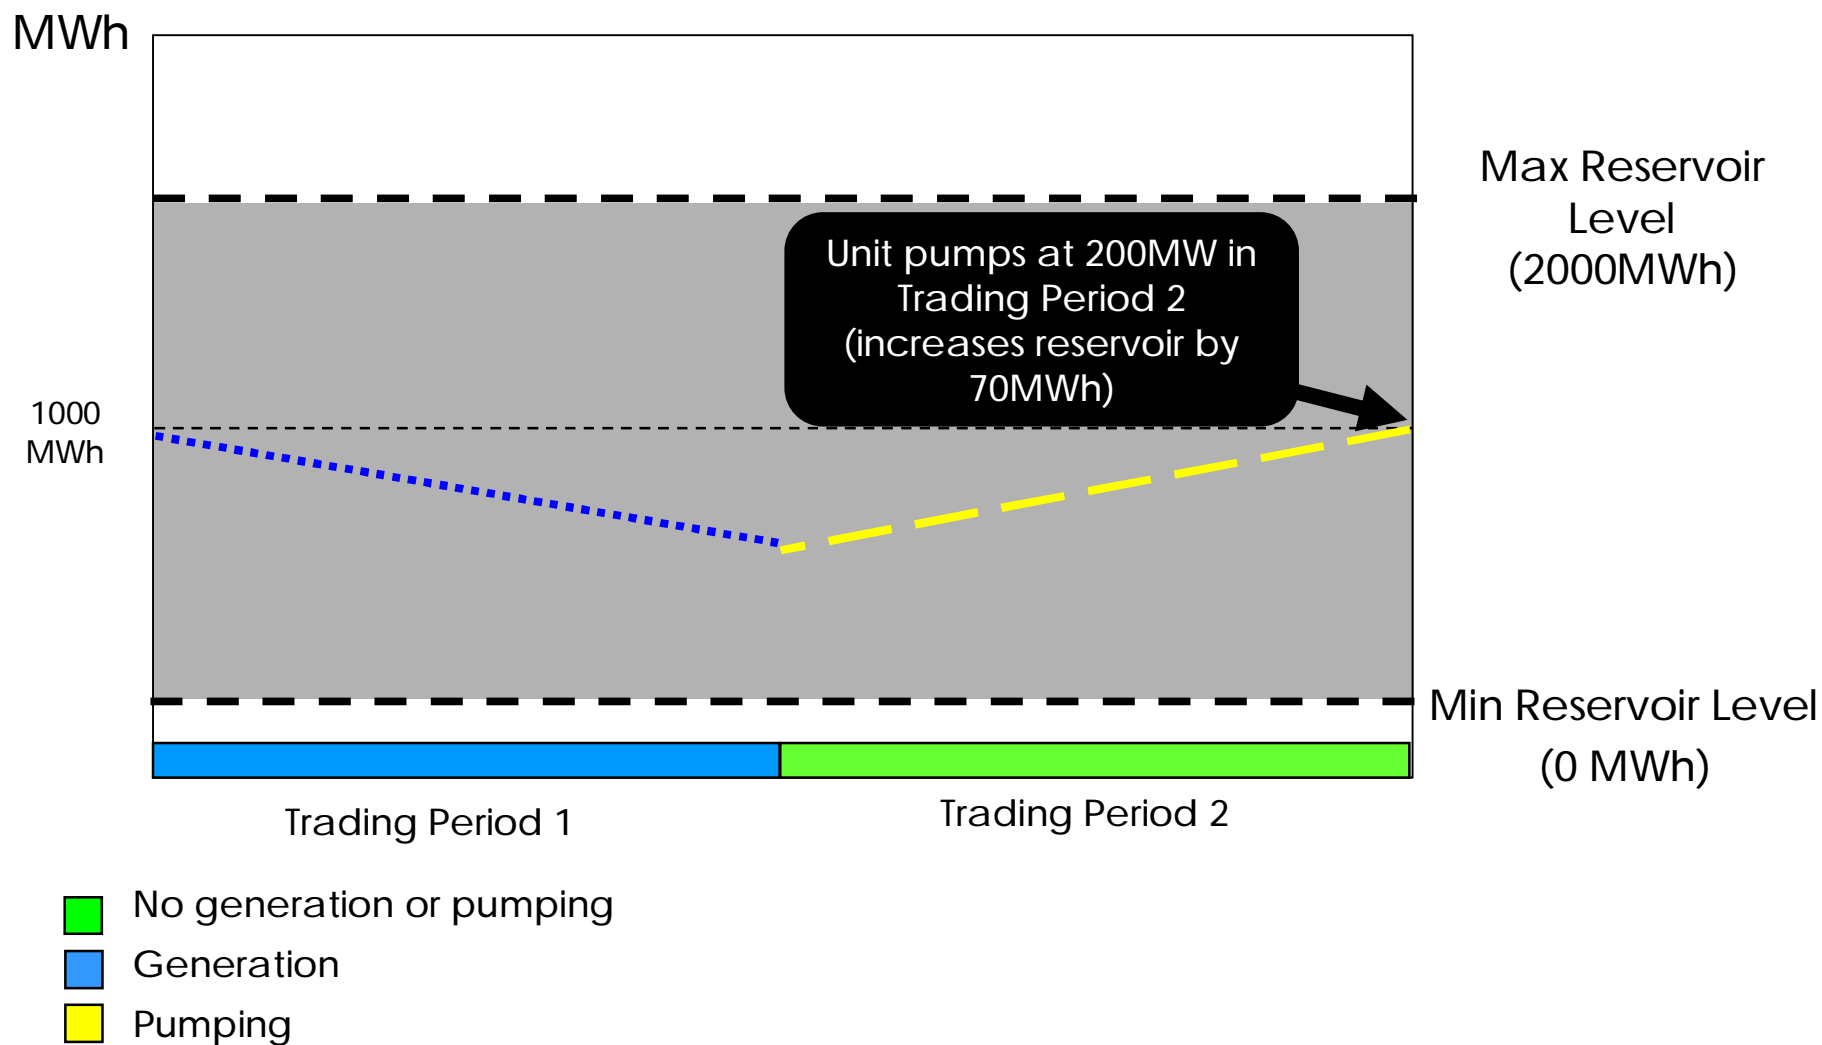 MWh
Max Reservoir
Level
(2000MWh)
Unit pumps at 200MW in
Trading Period 2
(increases reservoir by
70MWh)
1000
MWh
Min Reservoir Level
(0 MWh)
Trading Period 1
Trading Period 2
No generation or pumping
Generation
Pumping